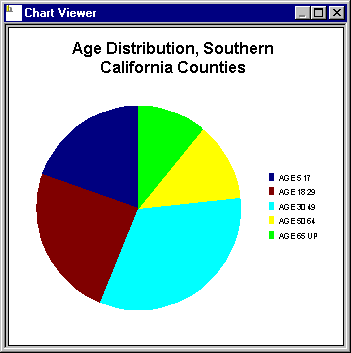 Chart Viewer
Age Distribution, Southern
California Counties
AGE 5 17
AGE 18 29
AGE 30 49
AGE 50 64
AGE 65 UP